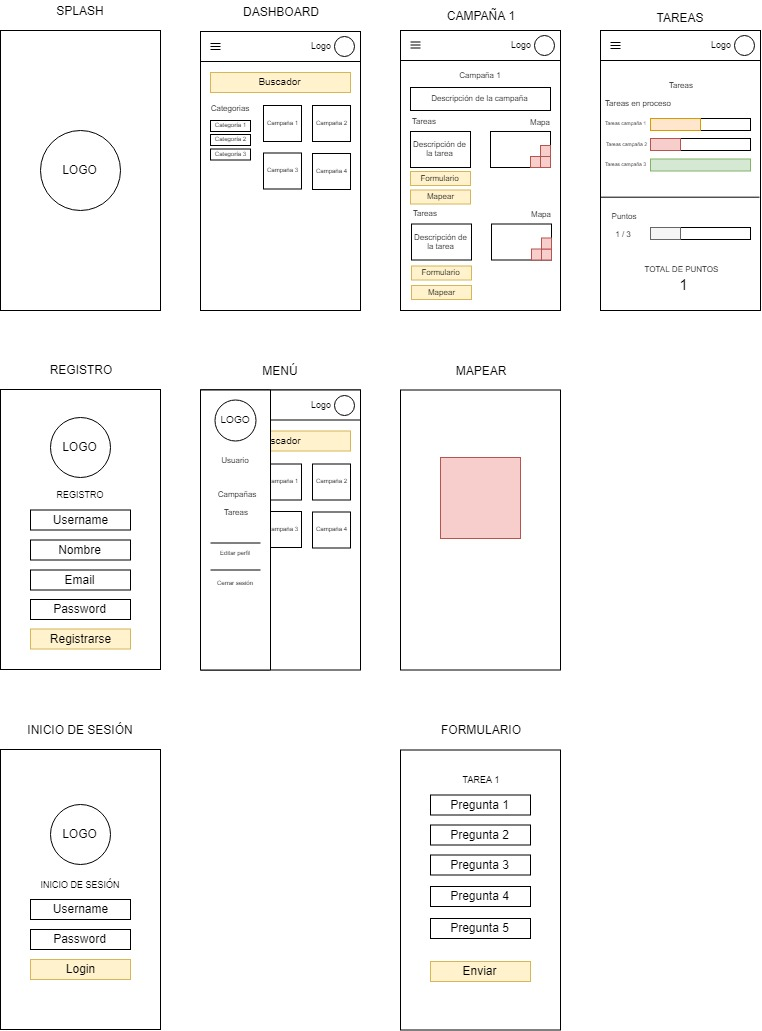 SPLASH
LOGO
DASHBOARD
Logo
Buscador
Categorias
Categoría 1
Categoría 2
Categoría 3
Campaña 1
Campaña 2
Campaña 3
Campaña 4
CAMPAÑA 1
Logo
Campaña 1
Descripción de la campaña
Tareas
Mapa
Descripción de
la tarea
Formulario
Mapear
Tareas
Mapa
Descripción de
la tarea
Formulario
Mapear
TAREAS
Logo
Tareas
Tareas en proceso
Tareas campaña 1
Tareas campaña 2
Tareas campaña 3
Puntos
1 / 3
TOTAL DE PUNTOS
1
REGISTRO
LOGO
REGISTRO
Username
Nombre
Email
Password
Registrarse
MENÚ
LOGO
Usuario
Campañas
Tareas
Editar perfil
Cerrar sesión
Logo
scador
ampaña 1
Campaña 2
ampaña 3
Campaña 4
MAPEAR
INICIO DE SESIÓN
LOGO
INICIO DE SESIÓN
Username
Password
Login
FORMULARIO
TAREA 1
Pregunta 1
Pregunta 2
Pregunta 3
Pregunta 4
Pregunta 5
Enviar